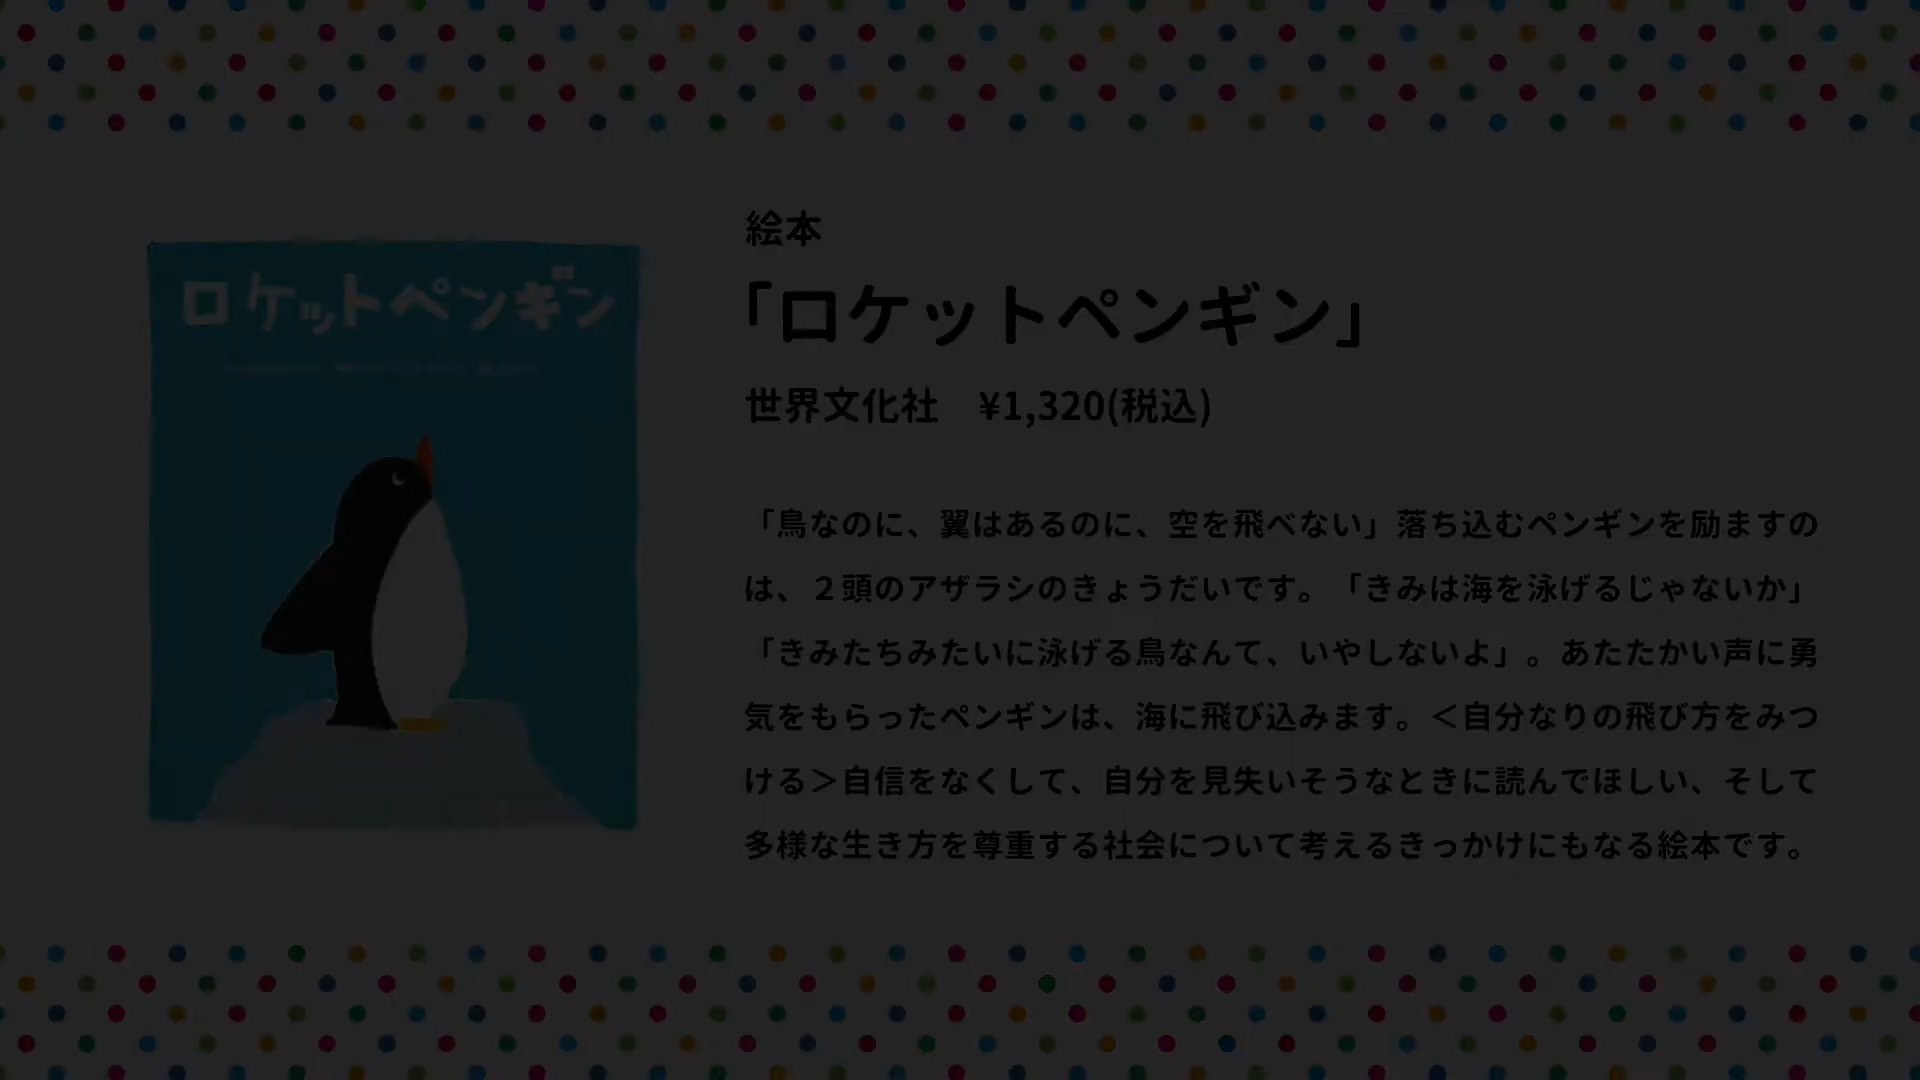 ロケットペンギン
絵本
「ロケットペンギン」
世界文化社　¥1,320(税込)
「鳥なのに、翼はあるのに、空を飛べない」落ち込むペンギンを励ますの
は、２頭のアザラシのきょうだいです。「きみは海を泳げるじゃないか」
「きみたちみたいに泳げる鳥なんて、いやしないよ」。あたたかい声に勇
気をもらったペンギンは、海に飛び込みます。＜自分なりの飛び方をみつ
ける＞自信をなくして、自分を見失いそうなときに読んでほしい、そして
多様な生き方を尊重する社会について考えるきっかけにもなる絵本です。